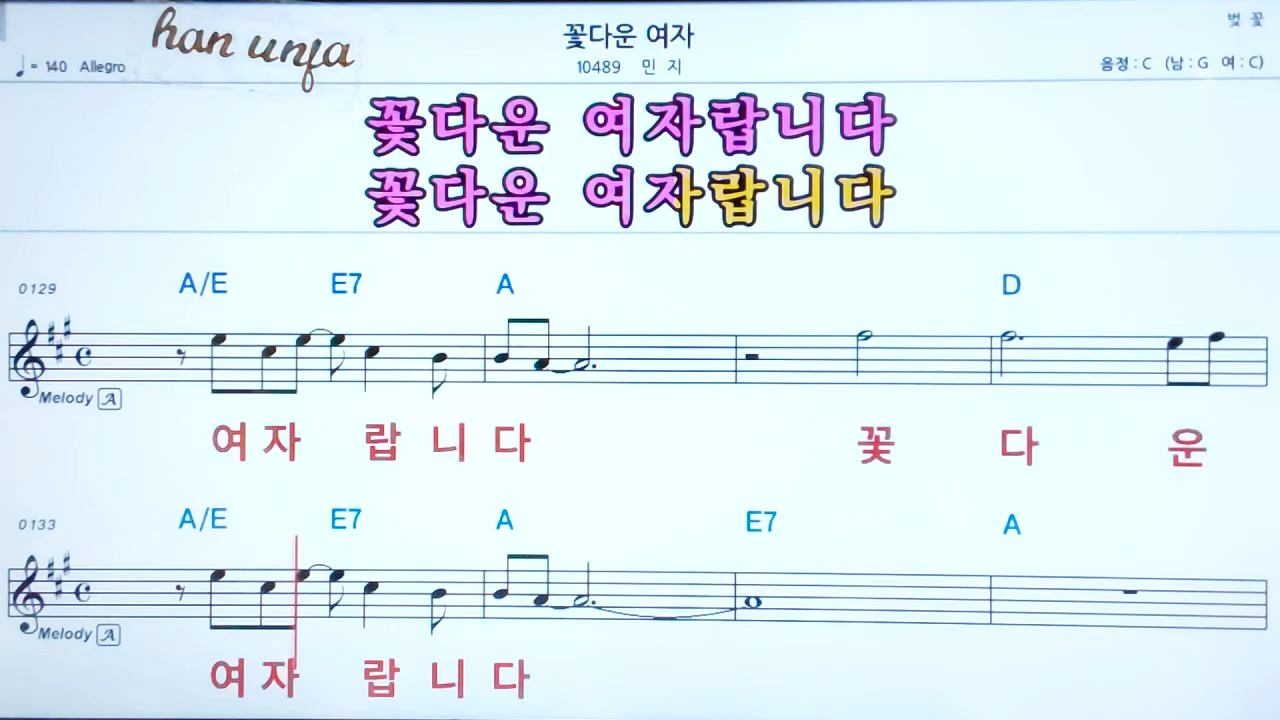 han unfa
꽃다운 여자
벚 꽃
♩= 140 Allegro
10489 민 지
음정 : C (남 : G 여 : C)
꽃다운 여자랍니다
꽃다운 여자랍니다
0129 A/E E7 A D
Melody A
여 자 랍 니 다 꽃 다 운
0133 A/E E7 A E7 A
Melody A
여 자 랍 니 다